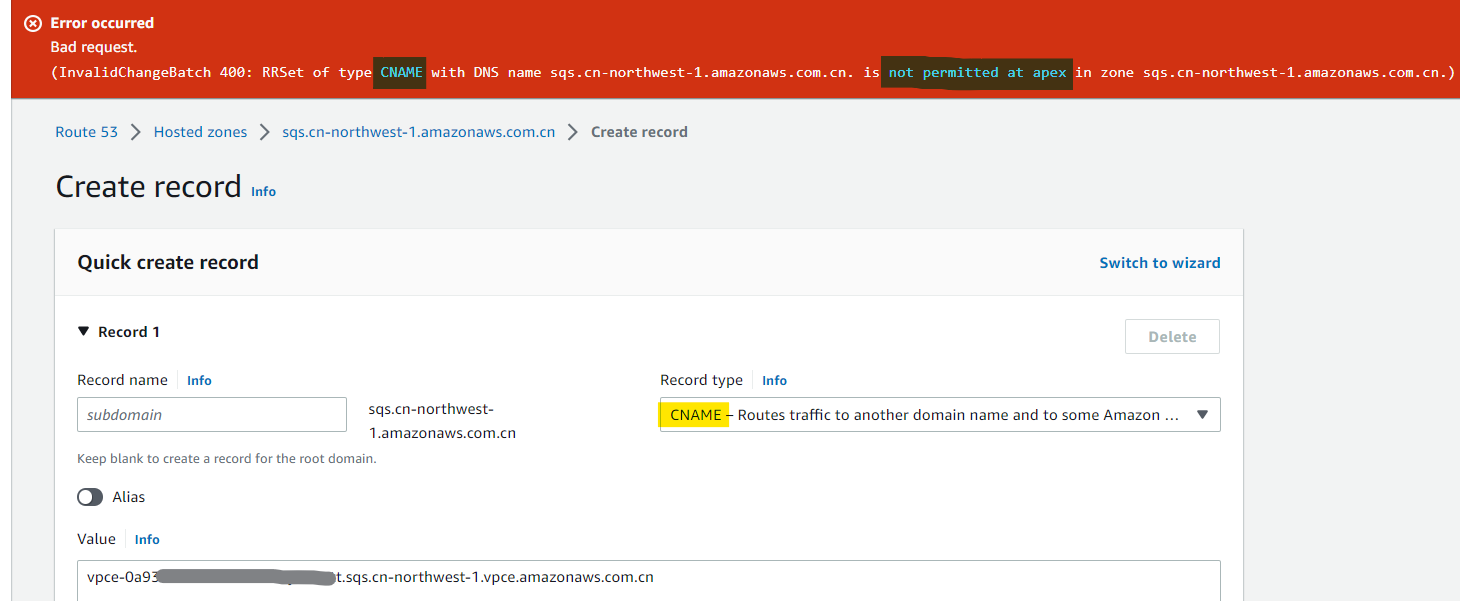 Error occurred
Bad request.
(InvalidChangeBatch 400: RRSet of type CNAME with DNS name sqs.cn-northwest-1.amazonaws.com.cn. is not permitted at apex in zone sqs.cn-northwest-1.amazonaws.com.cn.)
Route 53 > Hosted zones > sqs.cn-northwest-1.amazonaws.com.cn > Create record
Create record Info
Quick create record
Switch to wizard
Record 1
Delete
Record name Info
Record type Info
subdomain
sqs.cn-northwest-
1.amazonaws.com.cn
CNAME – Routes traffic to another domain name and to some Amazon ...
Keep blank to create a record for the root domain.
Alias
Value Info
vpce-0a93 t.sqs.cn-northwest-1.vpce.amazonaws.com.cn